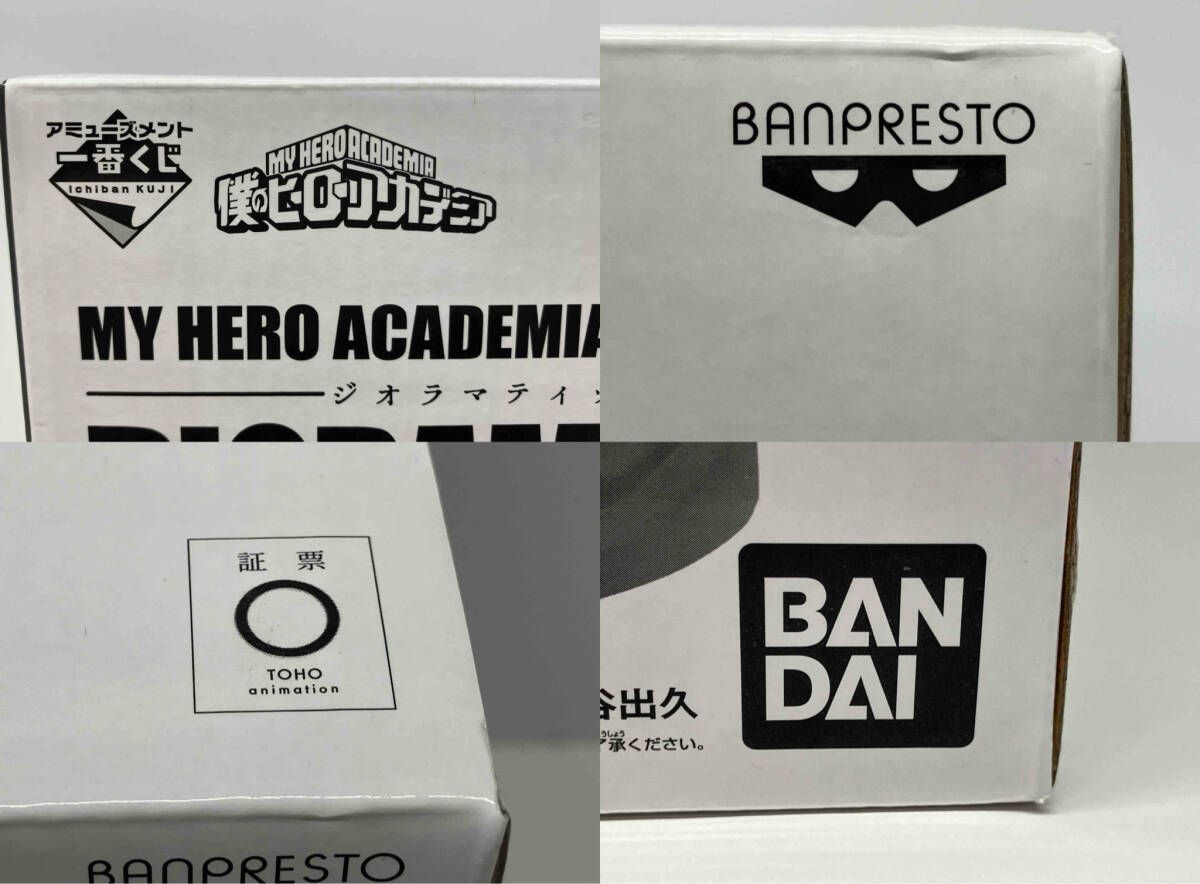 アミューズメント
一番くじ
Ichiban KUJI
MY HERO ACADEMIA
僕のヒーローアカデミア
MY HERO ACADEMIA
ジオラマティ
BANPRESTO
証票
TOHO
animation
BANPRESTO
谷出久
承ください。
BAN
DAI